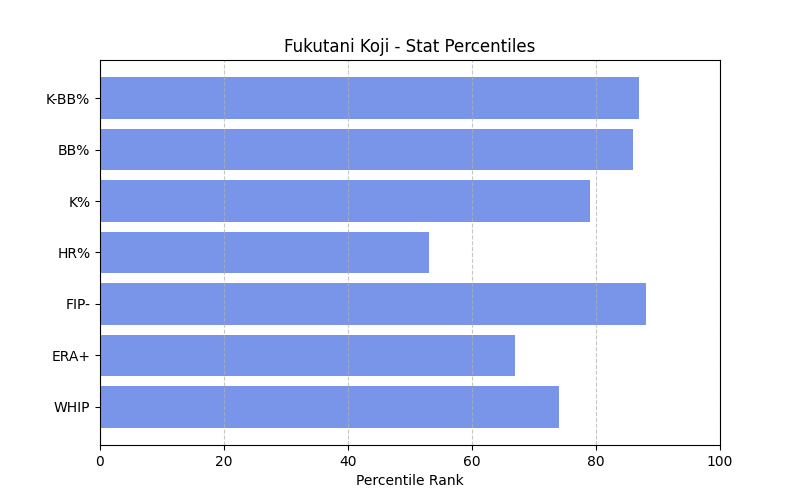 Fukutani Koji - Stat Percentiles
K-BB%
BB%
K%
HR%
FIP-
ERA+
WHIP
0 20 40 60 80 100
Percentile Rank